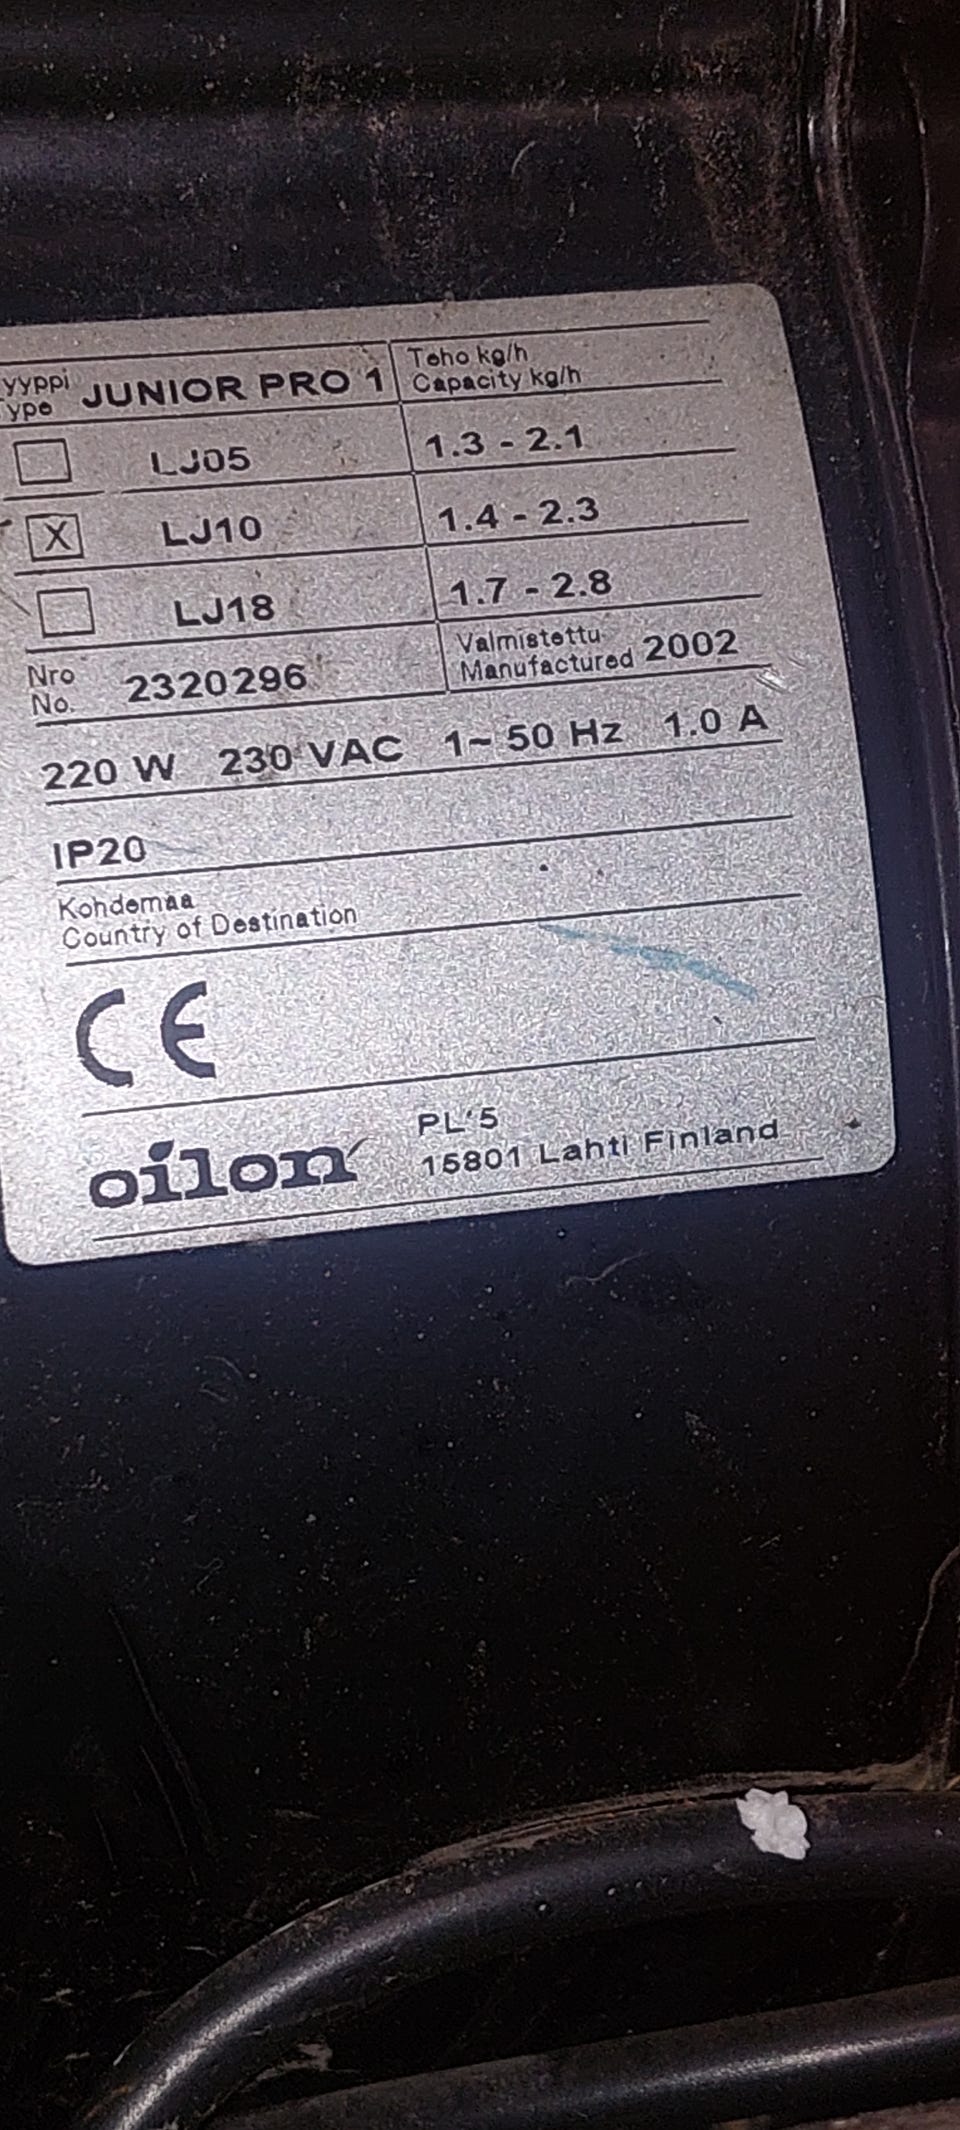 yyppi
ype
JUNIOR PRO 1
Teho kg/h
Capacity kg/h
LJ05 1.3 - 2.1
X LJ10 1.4 - 2.3
LJ18 1.7 - 2.8
Nro
No.
2320296
Valmistettu
Manufactured
2002
220 W 230 VAC 1~ 50 Hz 1.0 A
IP20
Kohdemaa
Country of Destination
CE
oilon
PL 5
15801 Lahti Finland